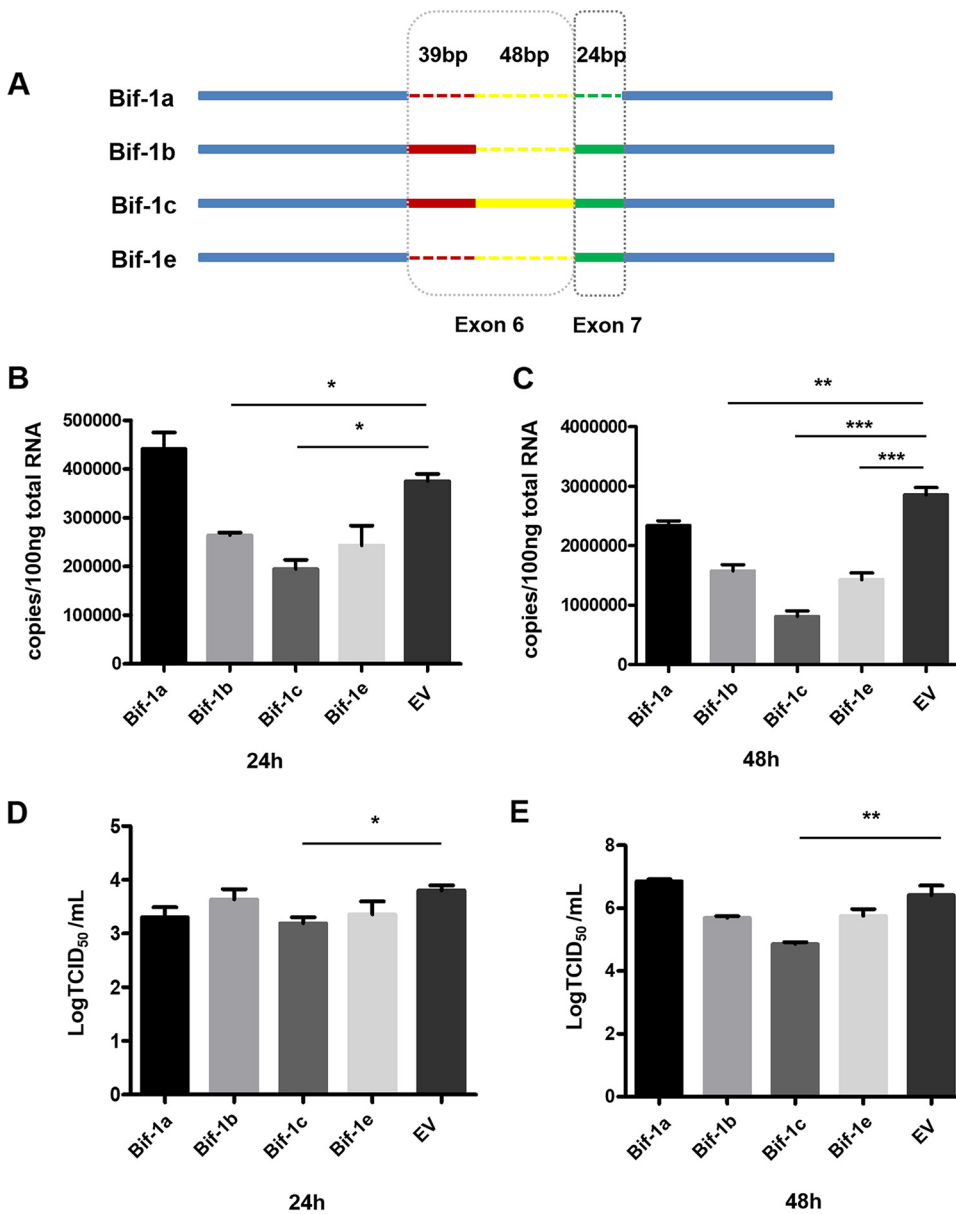 A
39bp 48bp 24bp
Bif-1a
Bif-1b
Bif-1c
Bif-1e
Exon 6 Exon 7
B
*
*
copies/100ng total RNA
500000
400000
300000
200000
100000
0
Bif-1a Bif-1b Bif-1c Bif-1e EV
24h
C
**
***
***
copies/100ng total RNA
4000000
3000000
2000000
1000000
0
Bif-1a Bif-1b Bif-1c Bif-1e EV
48h
D
*
LogTCID50 /mL
5
4
3
2
1
0
Bif-1a Bif-1b Bif-1c Bif-1e EV
24h
E
**
LogTCID50 /mL
8
6
4
2
0
Bif-1a Bif-1b Bif-1c Bif-1e EV
48h